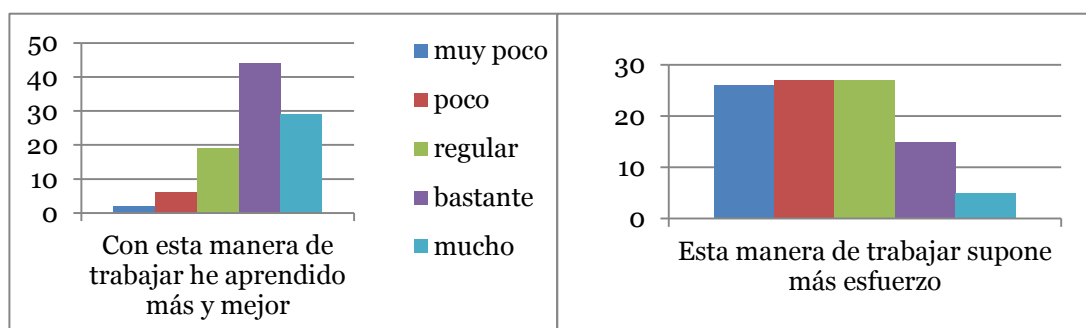 50
40
30
20
10
0
Con esta manera de
trabajar he aprendido
más y mejor
muy poco
poco
regular
bastante
mucho
30
20
10
0
Esta manera de trabajar supone
más esfuerzo